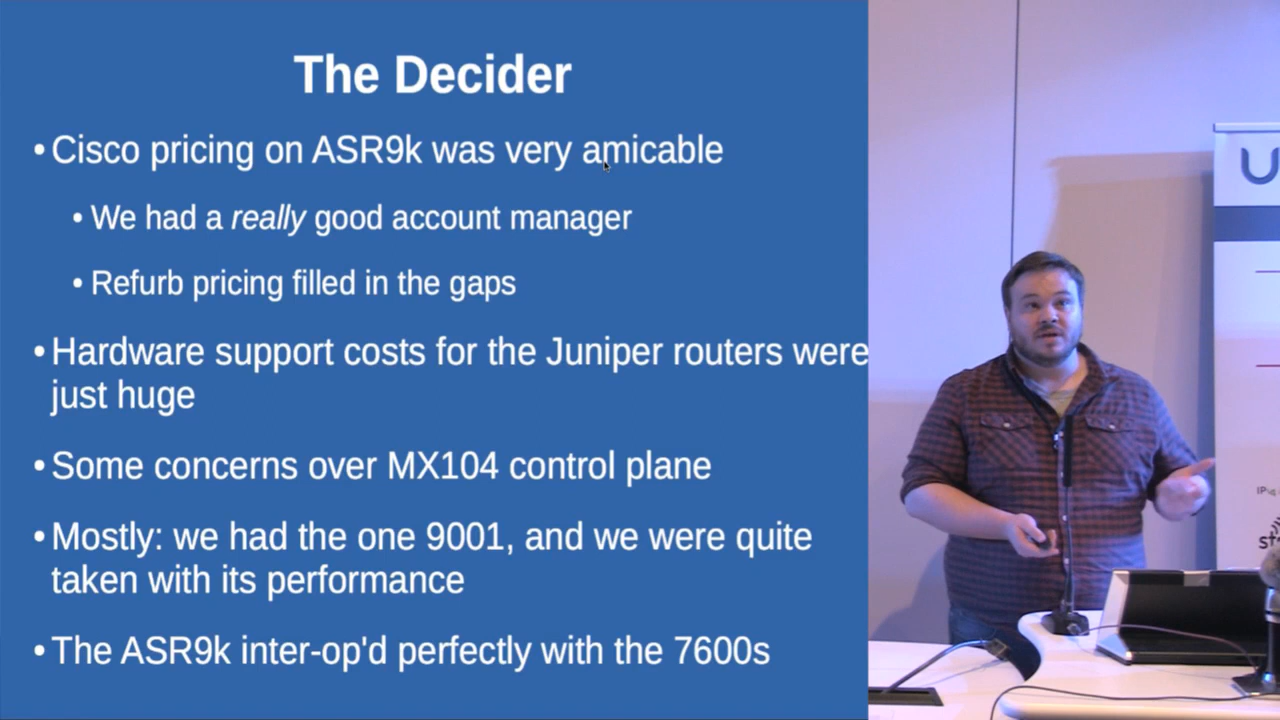 The Decider
• Cisco pricing on ASR9k was very amicable
• We had a really good account manager
• Refurb pricing filled in the gaps
• Hardware support costs for the Juniper routers were
just huge
• Some concerns over MX104 control plane
• Mostly: we had the one 9001, and we were quite
taken with its performance
• The ASR9k inter-op'd perfectly with the 7600s
U
IPv6